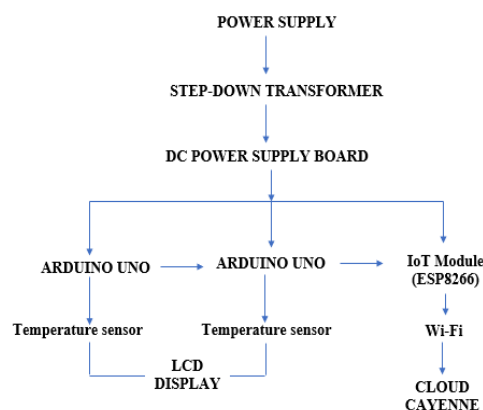 POWER SUPPLY
STEP-DOWN TRANSFORMER
DC POWER SUPPLY BOARD
ARDUINO UNO
ARDUINO UNO
IoT Module
(ESP8266)
Temperature sensor
Temperature sensor
Wi-Fi
LCD
DISPLAY
CLOUD
CAYENNE